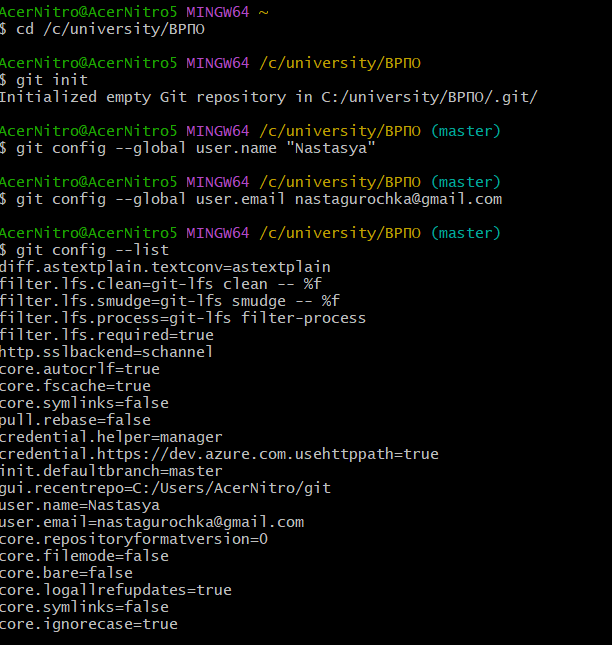 AcerNitro@AcerNitro5 MINGW64 ~
$ cd /c/university/ВРПО
AcerNitro@AcerNitro5 MINGW64 /c/university/ВРПО
$ git init
Initialized empty Git repository in C:/university/ВРПО/.git/
AcerNitro@AcerNitro5 MINGW64 /c/university/ВРПО (master)
$ git config --global user.name "Nastasya"
AcerNitro@AcerNitro5 MINGW64 /c/university/ВРПО (master)
$ git config --global user.email nastagurochka@gmail.com
AcerNitro@AcerNitro5 MINGW64 /c/university/ВРПО (master)
$ git config --list
diff.astextplain.textconv=astextplain
filter.lfs.clean=git-lfs clean -- %f
filter.lfs.smudge=git-lfs smudge -- %f
filter.lfs.process=git-lfs filter-process
filter.lfs.required=true
http.sslbackend=schannel
core.autocrlf=true
core.fscache=true
core.symlinks=false
pull.rebase=false
credential.helper=manager
credential.https://dev.azure.com.usehttppath=true
init.defaultbranch=master
gui.recentrepo=C:/Users/AcerNitro/git
user.name=Nastasya
user.email=nastagurochka@gmail.com
core.repositoryformatversion=0
core.filemode=false
core.bare=false
core.logallrefupdates=true
core.symlinks=false
core.ignorecase=true